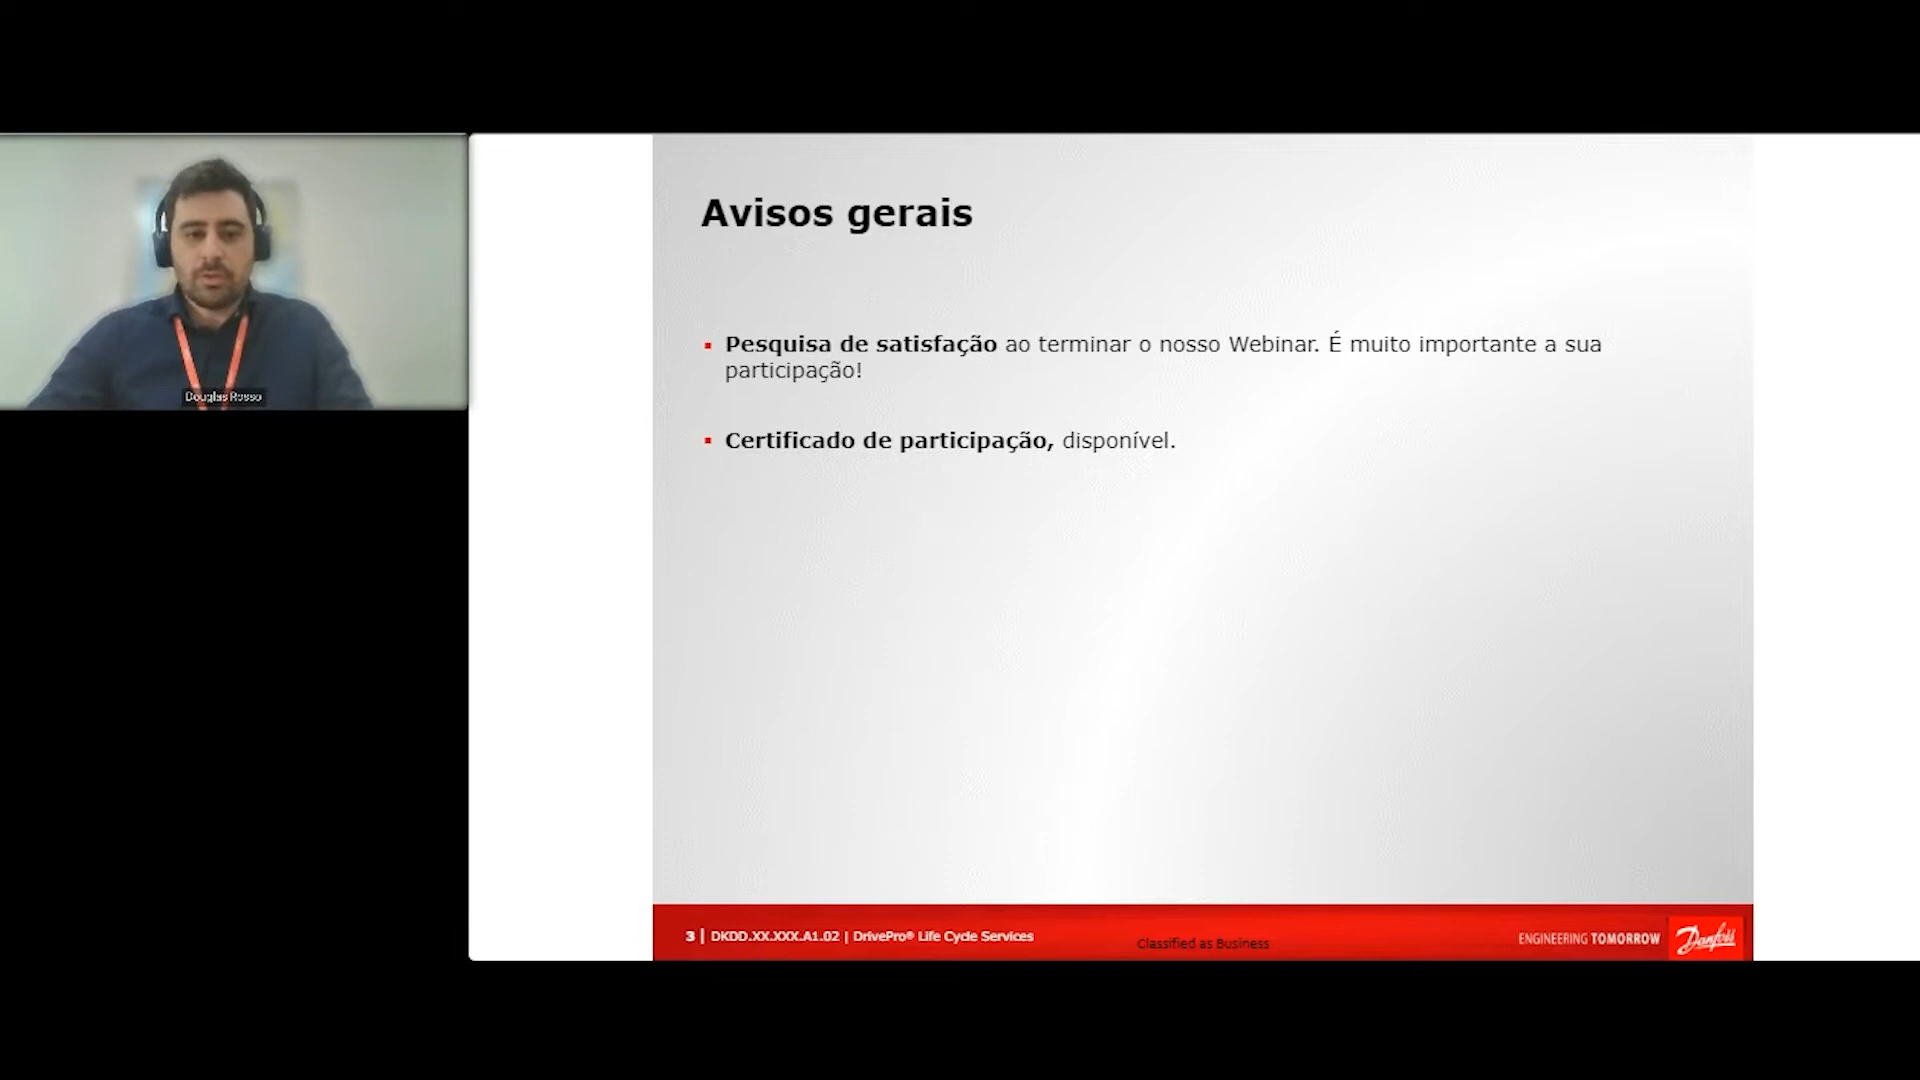 Avisos gerais
Pesquisa de satisfação ao terminar o nosso Webinar. É muito importante a sua
participação!
Certificado de participação, disponível.
Douglas Rosso
3 | DKDD.XX.XXX.A1.02 | DrivePro® Life Cycle Services
Classified as Business
ENGINEERING TOMORROW
Danfoss